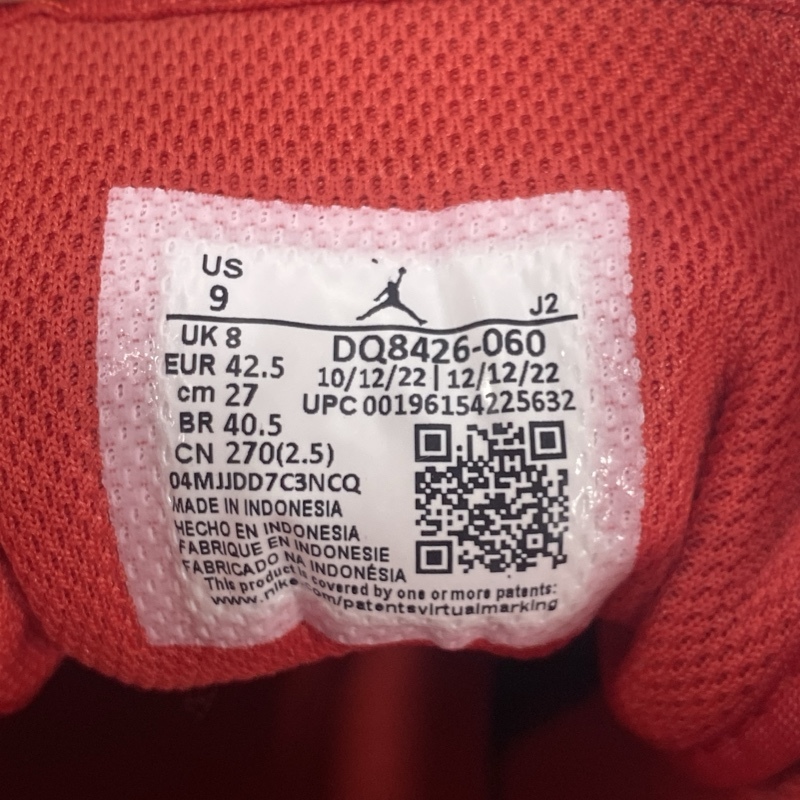 US
9
J2
UK 8
EUR 42.5
cm 27
BR 40.5
CN 270(2.5)
DQ8426-060
10/12/22 | 12/12/22
UPC 00196154225632
04MJJDD7C3NCQ
MADE IN INDONESIA
HECHO EN INDONESIA
FABRIQUE EN INDONESIE
FABRICADO NA INDONÉSIA
This product is covered by one or more patents:
www.nike.com/patentsvirtualmarking